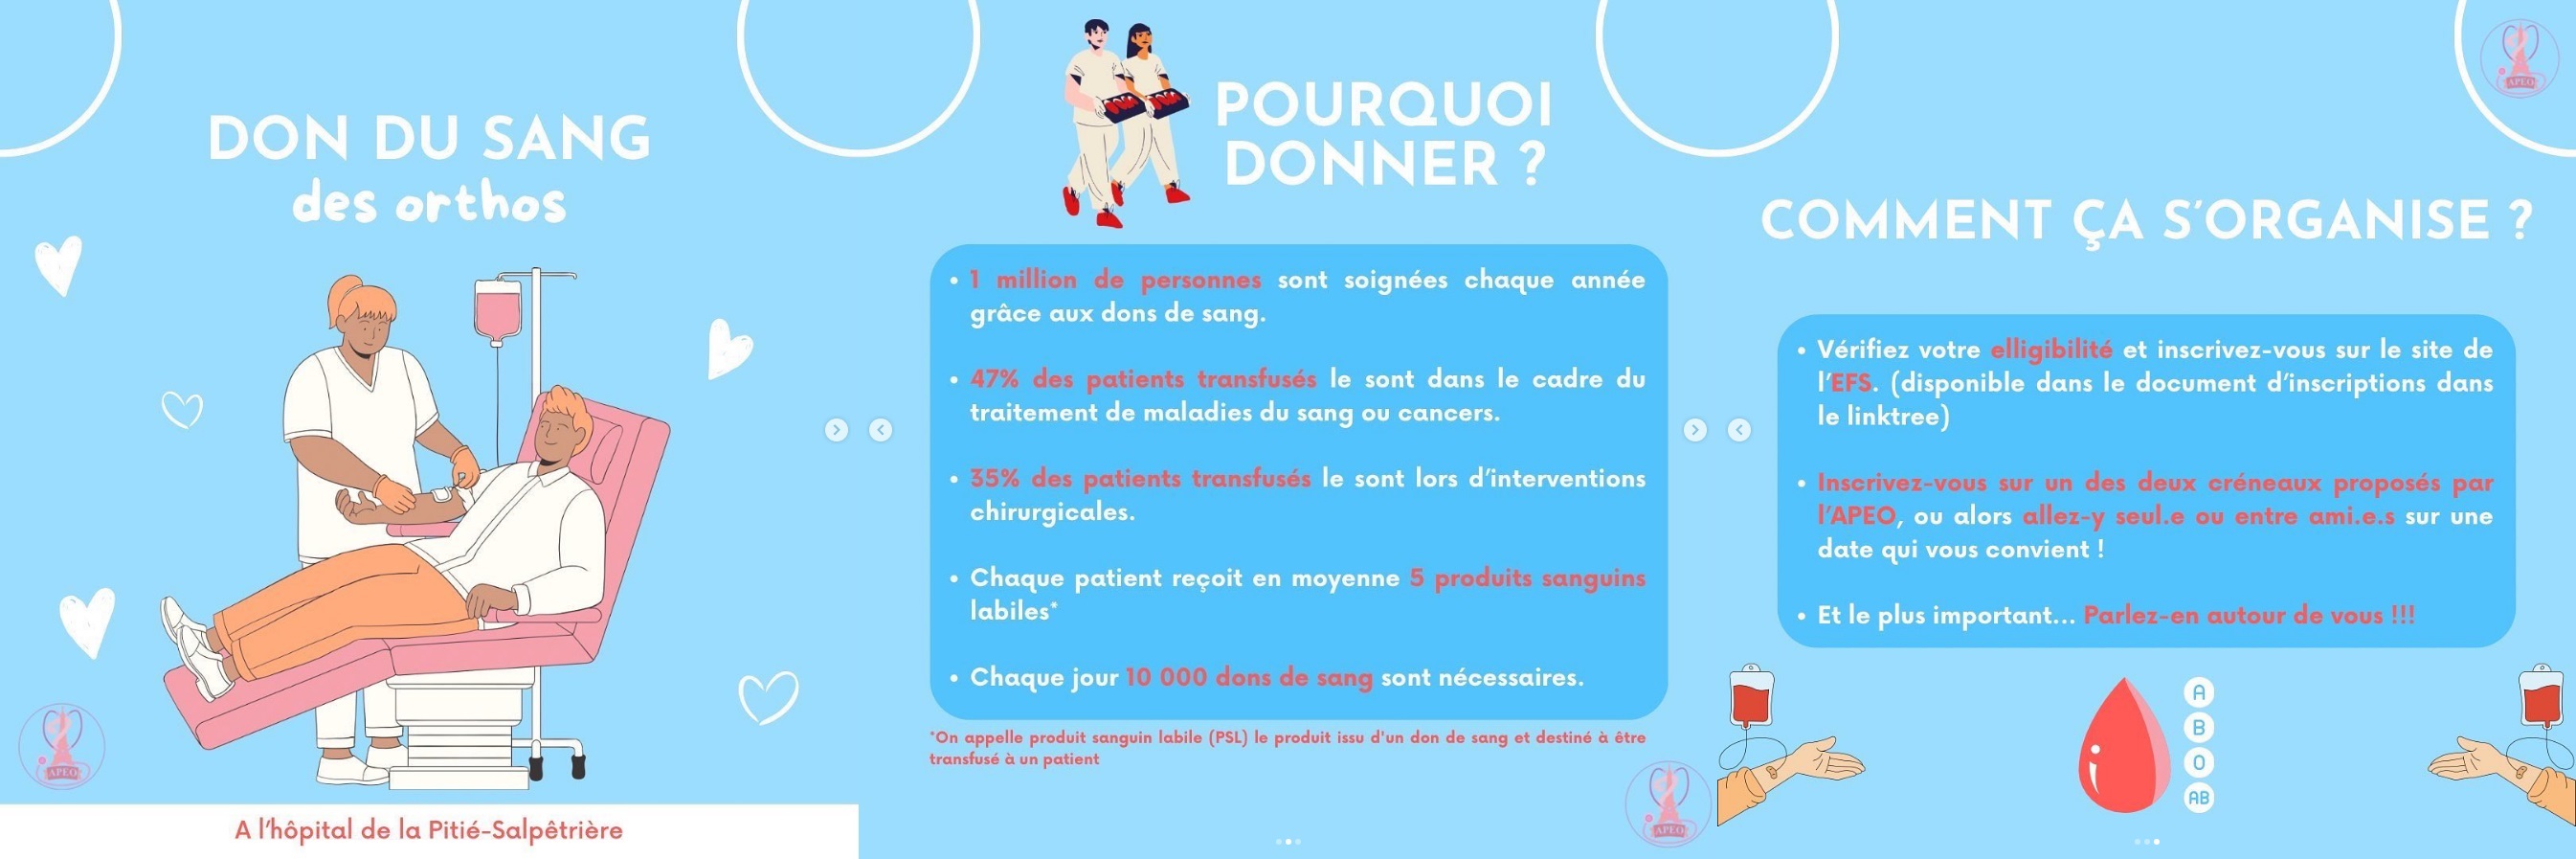 DON DU SANG
des orthos
APEO
A l'hôpital de la Pitié-Salpêtrière
POURQUOI
DONNER ?
• 1 million de personnes sont soignées chaque année
grâce aux dons de sang.
• 47% des patients transfusés le sont dans le cadre du
traitement de maladies du sang ou cancers.
• 35% des patients transfusés le sont lors d'interventions
chirurgicales.
• Chaque patient reçoit en moyenne 5 produits sanguins
labiles*
• Chaque jour 10 000 dons de sang sont nécessaires.
*On appelle produit sanguin labile (PSL) le produit issu d'un don de sang et destiné à être
transfusé à un patient
APEO
APEO
COMMENT ÇA S'ORGANISE ?
• Vérifiez votre elligibilité et inscrivez-vous sur le site de
l'EFS. (disponible dans le document d'inscriptions dans
le linktree)
• Inscrivez-vous sur un des deux créneaux proposés par
l'APEO, ou alors allez-y seul.e ou entre ami.e.s sur une
date qui vous convient !
• Et le plus important... Parlez-en autour de vous !!!
A
B
O
AB